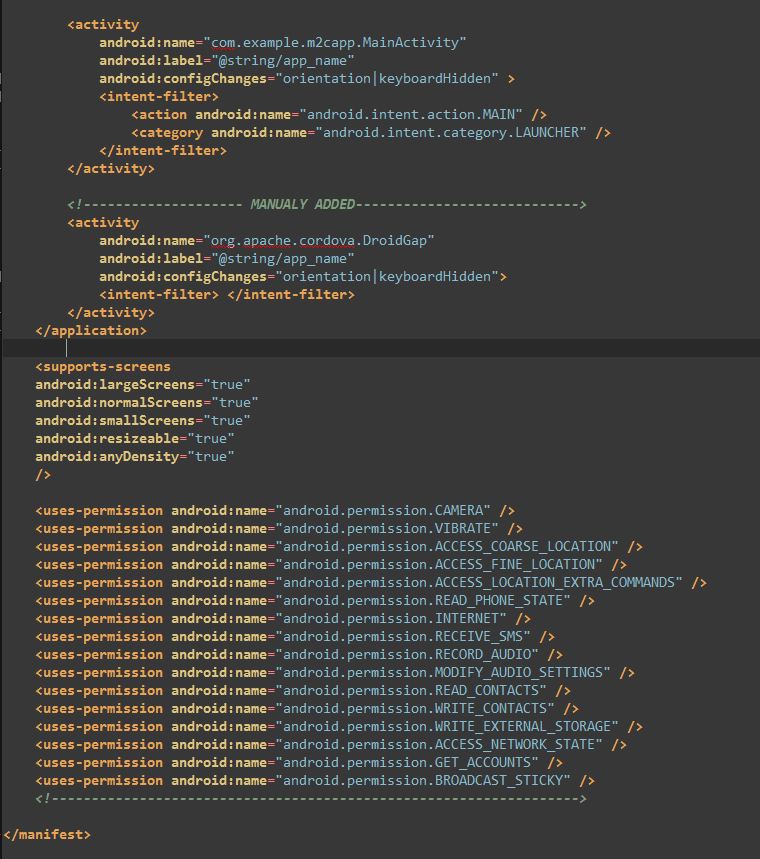 <activity
android:name="com.example.m2capp.MainActivity"
android:label="@string/app_name"
android:configChanges="orientation|keyboardHidden" >
<intent-filter>
<action android:name="android.intent.action.MAIN" />
<category android:name="android.intent.category.LAUNCHER" />
</intent-filter>
</activity>
<!-------------------- MANUALY ADDED---------------------------->
<activity
android:name="org.apache.cordova.DroidGap"
android:label="@string/app_name"
android:configChanges="orientation|keyboardHidden">
<intent-filter> </intent-filter>
</activity>
</application>
<supports-screens
android:largeScreens="true"
android:normalScreens="true"
android:smallScreens="true"
android:resizeable="true"
android:anyDensity="true"
/>
<uses-permission android:name="android.permission.CAMERA" />
<uses-permission android:name="android.permission.VIBRATE" />
<uses-permission android:name="android.permission.ACCESS_COARSE_LOCATION" />
<uses-permission android:name="android.permission.ACCESS_FINE_LOCATION" />
<uses-permission android:name="android.permission.ACCESS_LOCATION_EXTRA_COMMANDS" />
<uses-permission android:name="android.permission.READ_PHONE_STATE" />
<uses-permission android:name="android.permission.INTERNET" />
<uses-permission android:name="android.permission.RECEIVE_SMS" />
<uses-permission android:name="android.permission.RECORD_AUDIO" />
<uses-permission android:name="android.permission.MODIFY_AUDIO_SETTINGS" />
<uses-permission android:name="android.permission.READ_CONTACTS" />
<uses-permission android:name="android.permission.WRITE_CONTACTS" />
<uses-permission android:name="android.permission.WRITE_EXTERNAL_STORAGE" />
<uses-permission android:name="android.permission.ACCESS_NETWORK_STATE" />
<uses-permission android:name="android.permission.GET_ACCOUNTS" />
<uses-permission android:name="android.permission.BROADCAST_STICKY" />
<!------------------------------------------------------------------>
</manifest>